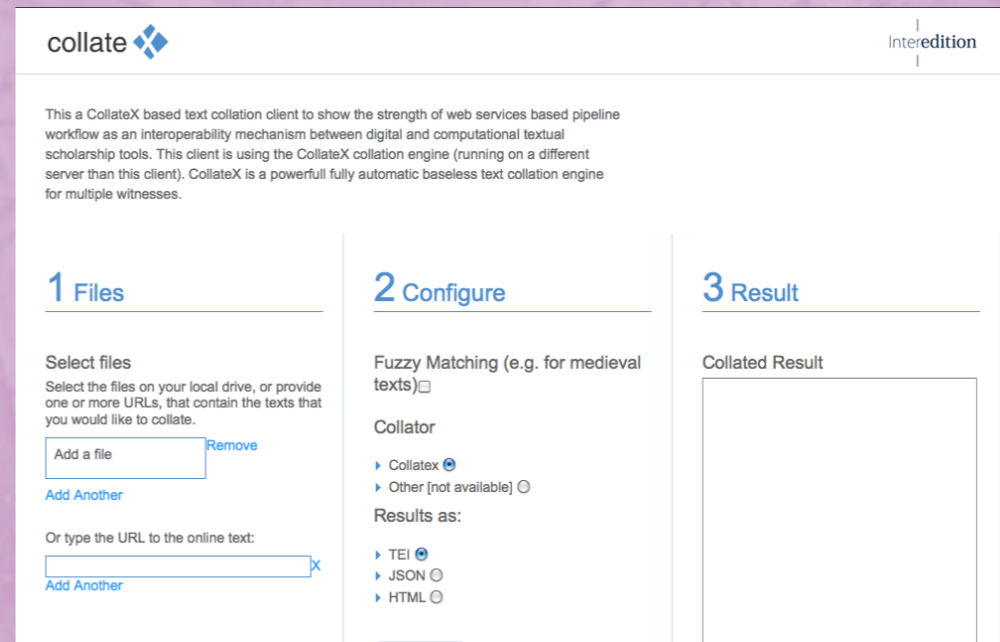 collate
Interedition
This a CollateX based text collation client to show the strength of web services based pipeline
workflow as an interoperability mechanism between digital and computational textual
scholarship tools. This client is using the CollateX collation engine (running on a different
server than this client). CollateX is a powerfull fully automatic baseless text collation engine
for multiple witnesses.
1 Files
Select files
Select the files on your local drive, or provide
one or more URLs, that contain the texts that
you would like to collate.
Add a file
Remove
Add Another
Or type the URL to the online text:
X
Add Another
2 Configure
Fuzzy Matching (e.g. for medieval
texts)
Collator
Collatex
Other [not available]
Results as:
TEI
JSON
HTML
3 Result
Collated Result